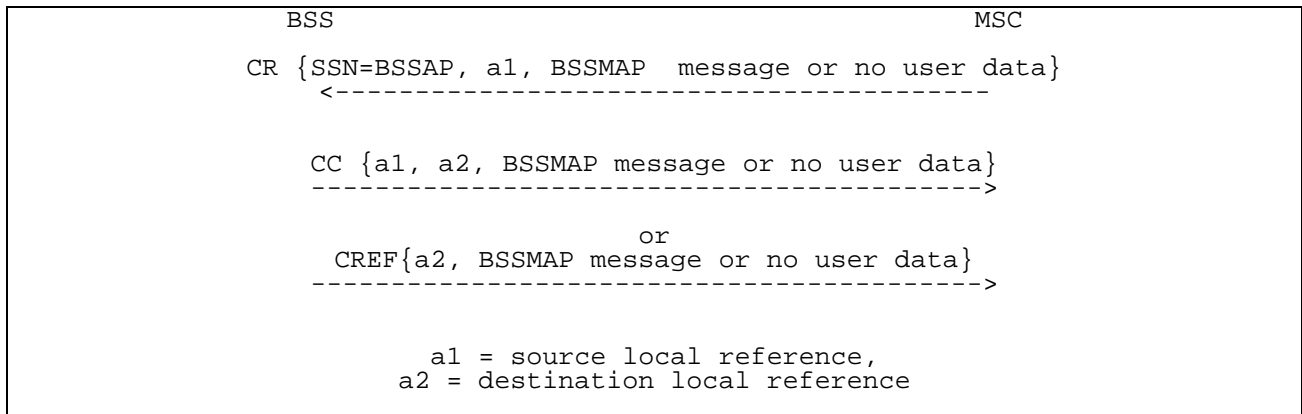 BSS MSC
CR {SSN=BSSAP, a1, BSSMAP message or no user data}
<-----------------------------------------
CC {a1, a2, BSSMAP message or no user data}
------------------------------------------>
or
CREF{a2, BSSMAP message or no user data}
------------------------------------------>
a1 = source local reference,
a2 = destination local reference